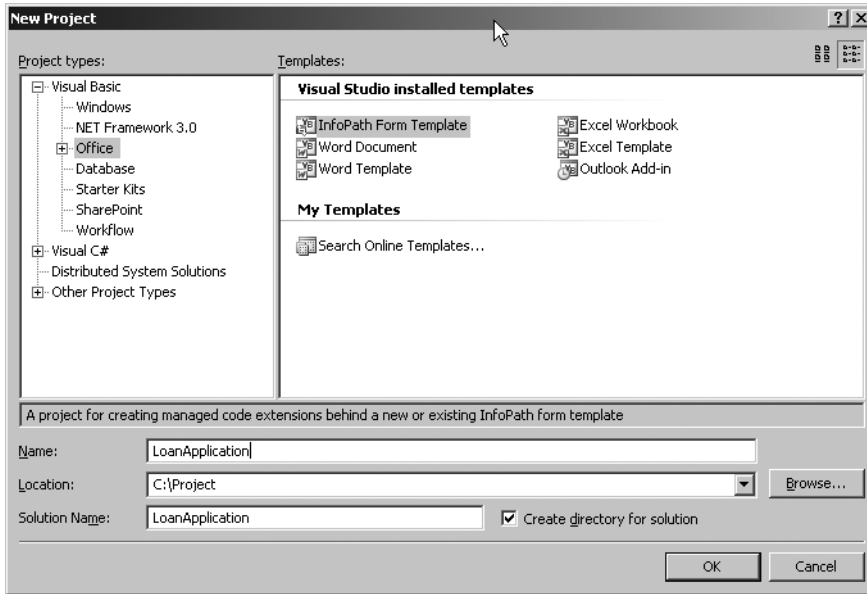 New Project
Project types:
Templates:
Visual Basic
Windows
.NET Framework 3.0
Office
Database
Starter Kits
SharePoint
Workflow
Visual C#
Distributed System Solutions
Other Project Types
Visual Studio installed templates
InfoPath Form Template
Word Document
Word Template
Excel Workbook
Excel Template
Outlook Add-in
My Templates
Search Online Templates...
A project for creating managed code extensions behind a new or existing InfoPath form template
Name:
LoanApplication
Location:
C:\Project
Browse...
Solution Name:
LoanApplication
Create directory for solution
OK
Cancel